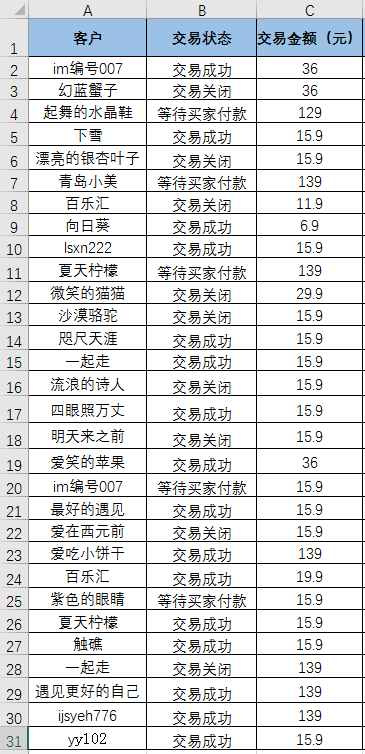 A B C
1 客户 交易状态 交易金额（元）
2 im编号007 交易成功 36
3 幻蓝蟹子 交易关闭 36
4 起舞的水晶鞋 等待买家付款 129
5 下雪 交易成功 15.9
6 漂亮的银杏叶子 交易关闭 15.9
7 青岛小美 等待买家付款 139
8 百乐汇 交易关闭 11.9
9 向日葵 交易成功 6.9
10 lsxn222 交易成功 15.9
11 夏天柠檬 等待买家付款 139
12 微笑的猫猫 交易关闭 29.9
13 沙漠骆驼 交易关闭 15.9
14 咫尺天涯 交易成功 15.9
15 一起走 交易成功 15.9
16 流浪的诗人 交易关闭 15.9
17 四眼照万丈 交易成功 15.9
18 明天来之前 交易关闭 15.9
19 爱笑的苹果 交易成功 36
20 im编号007 等待买家付款 15.9
21 最好的遇见 交易成功 15.9
22 爱在西元前 交易关闭 15.9
23 爱吃小饼干 交易成功 139
24 百乐汇 交易成功 19.9
25 紫色的眼睛 等待买家付款 15.9
26 夏天柠檬 交易成功 15.9
27 触礁 交易成功 15.9
28 一起走 交易关闭 139
29 遇见更好的自己 交易成功 139
30 ijsyeh776 交易成功 139
31 yy102 交易成功 15.9